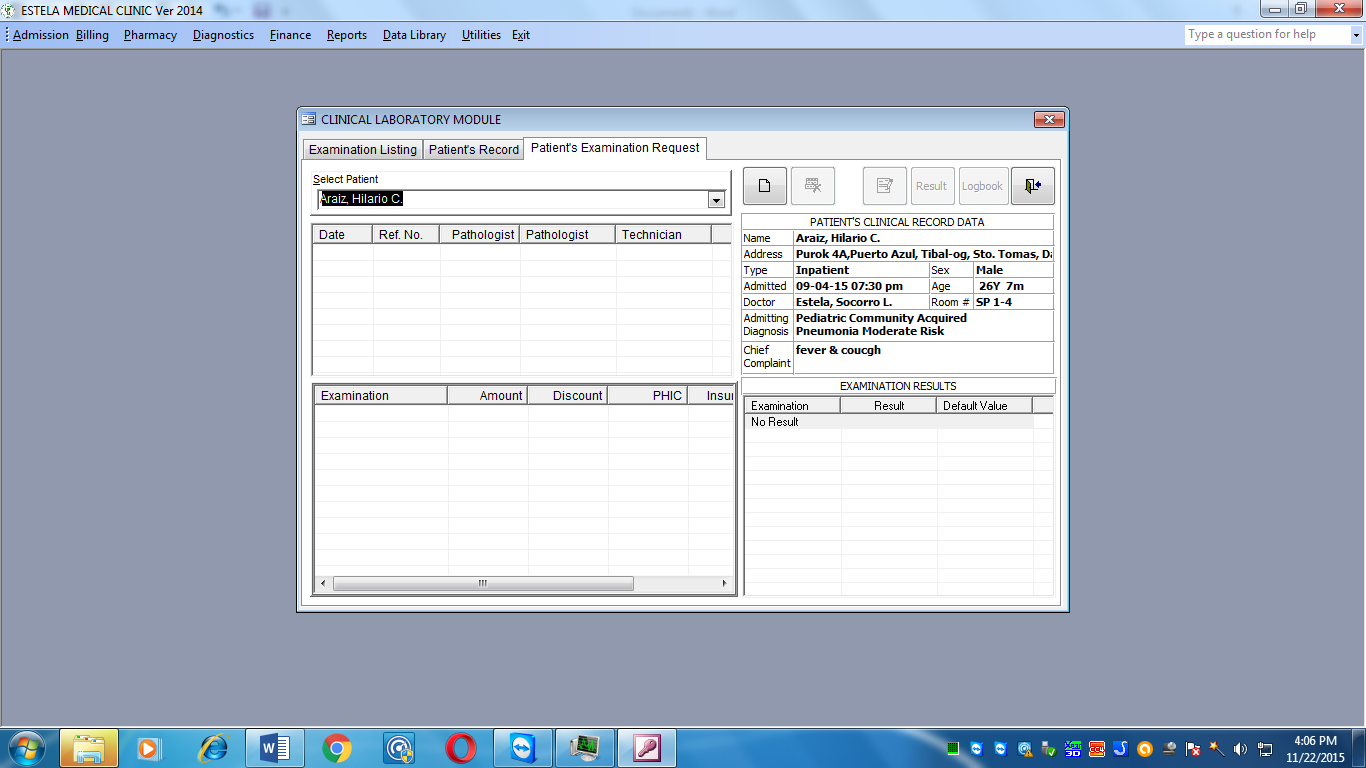 ESTELA MEDICAL CLINIC Ver 2014
Admission Billing Pharmacy Diagnostics Finance Reports Data Library Utilities Exit
Type a question for help
CLINICAL LABORATORY MODULE
Examination Listing Patient's Record Patient's Examination Request
Select Patient
Araiz, Hilario C.
Date Ref. No. Pathologist Pathologist Technician
Examination Amount Discount PHIC Insur
Result Logbook
PATIENT'S CLINICAL RECORD DATA
Name Araiz, Hilario C.
Address Purok 4A,Puerto Azul, Tibal-og, Sto. Tomas, Da
Type Inpatient Sex Male
Admitted 09-04-15 07:30 pm Age 26Y 7m
Doctor Estela, Socorro L. Room # SP 1-4
Admitting Pediatric Community Acquired
Diagnosis Pneumonia Moderate Risk
Chief fever & coucgh
Complaint
EXAMINATION RESULTS
Examination Result Default Value
No Result
4:06 PM
11/22/2015